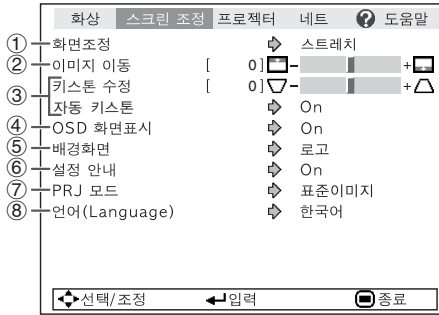 화상 스크린 조정 프로젝터 네트 ? 도움말
① 화면조정 스트레치
② 이미지 이동 [ 0] - +
③ 키스톤 수정 [ 0] - +
자동 키스톤 On
④ OSD 화면표시 On
⑤ 배경화면 로고
⑥ 설정 안내 On
⑦ PRJ 모드 표준이미지
⑧ 언어(Language) 한국어
선택/조정 입력 종료